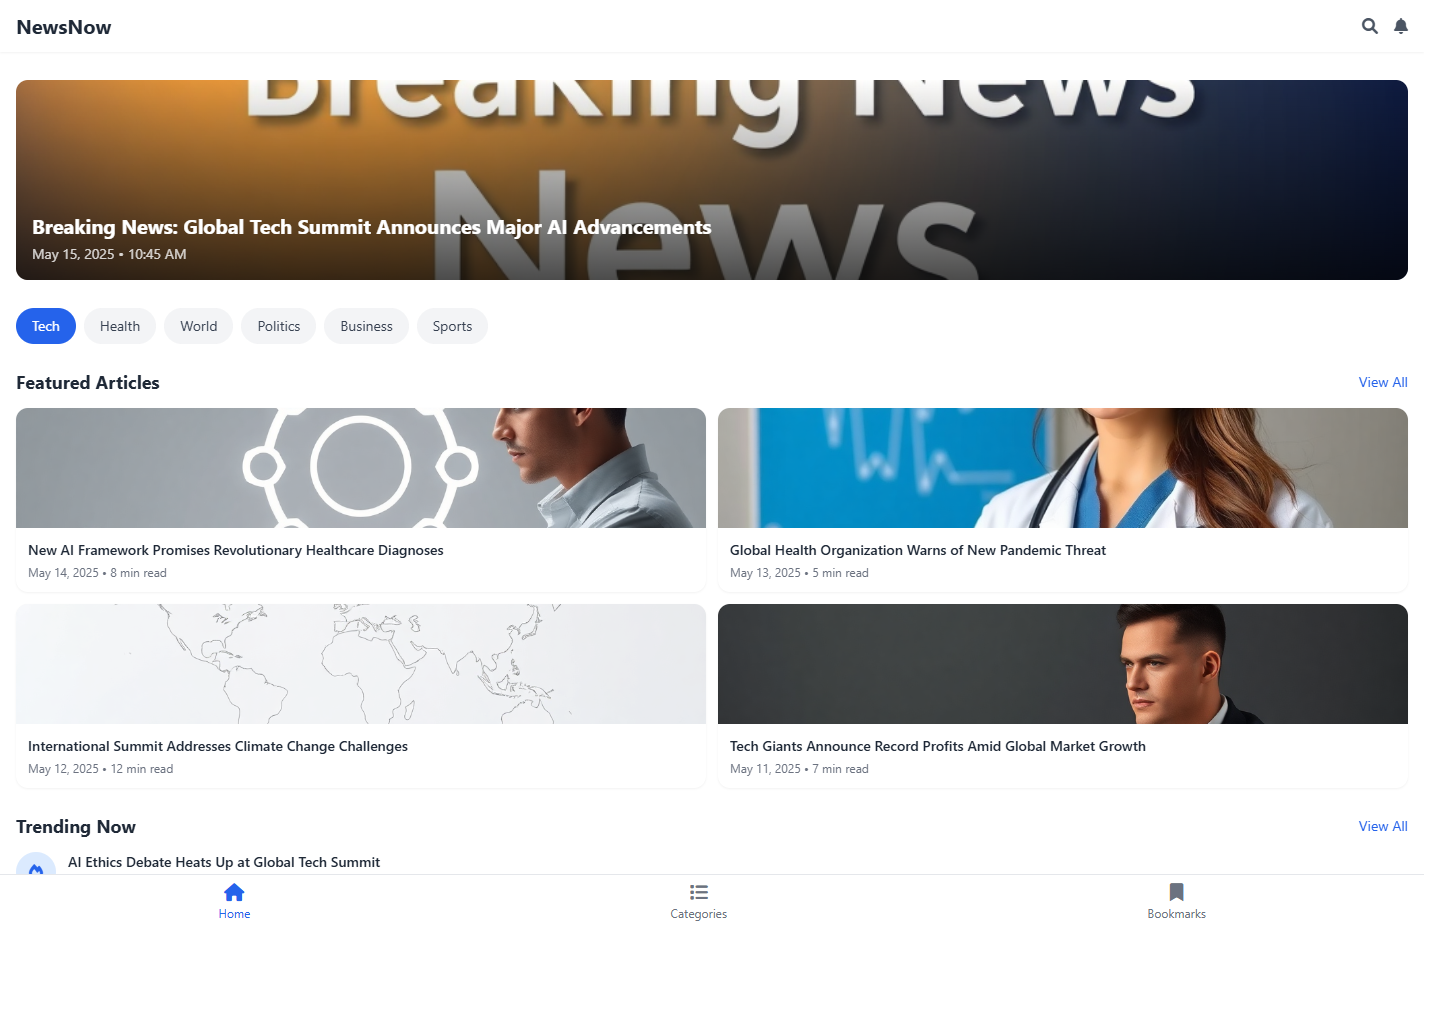 NewsNow
Breaking News
News
Breaking News: Global Tech Summit Announces Major AI Advancements
May 15, 2025 • 10:45 AM
Tech
Health
World
Politics
Business
Sports
Featured Articles
View All
New AI Framework Promises Revolutionary Healthcare Diagnoses
May 14, 2025 • 8 min read
Global Health Organization Warns of New Pandemic Threat
May 13, 2025 • 5 min read
International Summit Addresses Climate Change Challenges
May 12, 2025 • 12 min read
Tech Giants Announce Record Profits Amid Global Market Growth
May 11, 2025 • 7 min read
Trending Now
View All
AI Ethics Debate Heats Up at Global Tech Summit
Home
Categories
Bookmarks